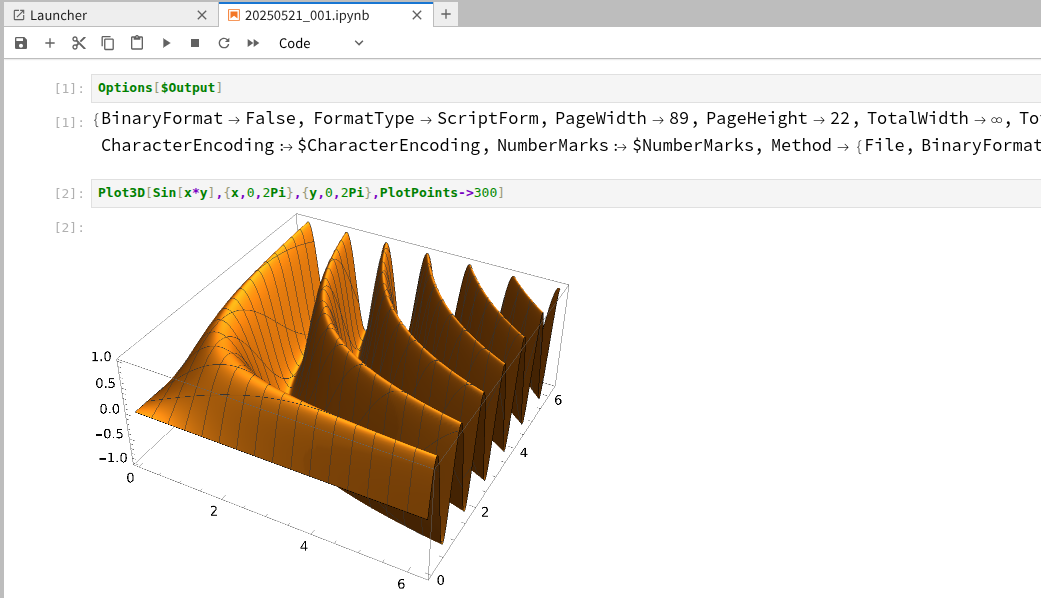 Launcher
20250521_001.ipynb
Code
[1]: Options[$Output]
[1]: {BinaryFormat → False, FormatType → ScriptForm, PageWidth → 89, PageHeight → 22, TotalWidth → ∞, To
CharacterEncoding :→ $CharacterEncoding, NumberMarks :→ $NumberMarks, Method → {File, BinaryFormat
[2]: Plot3D[Sin[x*y],{x,0,2Pi},{y,0,2Pi},PlotPoints->300]
[2]:
1.0
0.5
0.0
−0.5
−1.0
0
2
4
6
0
2
4
6